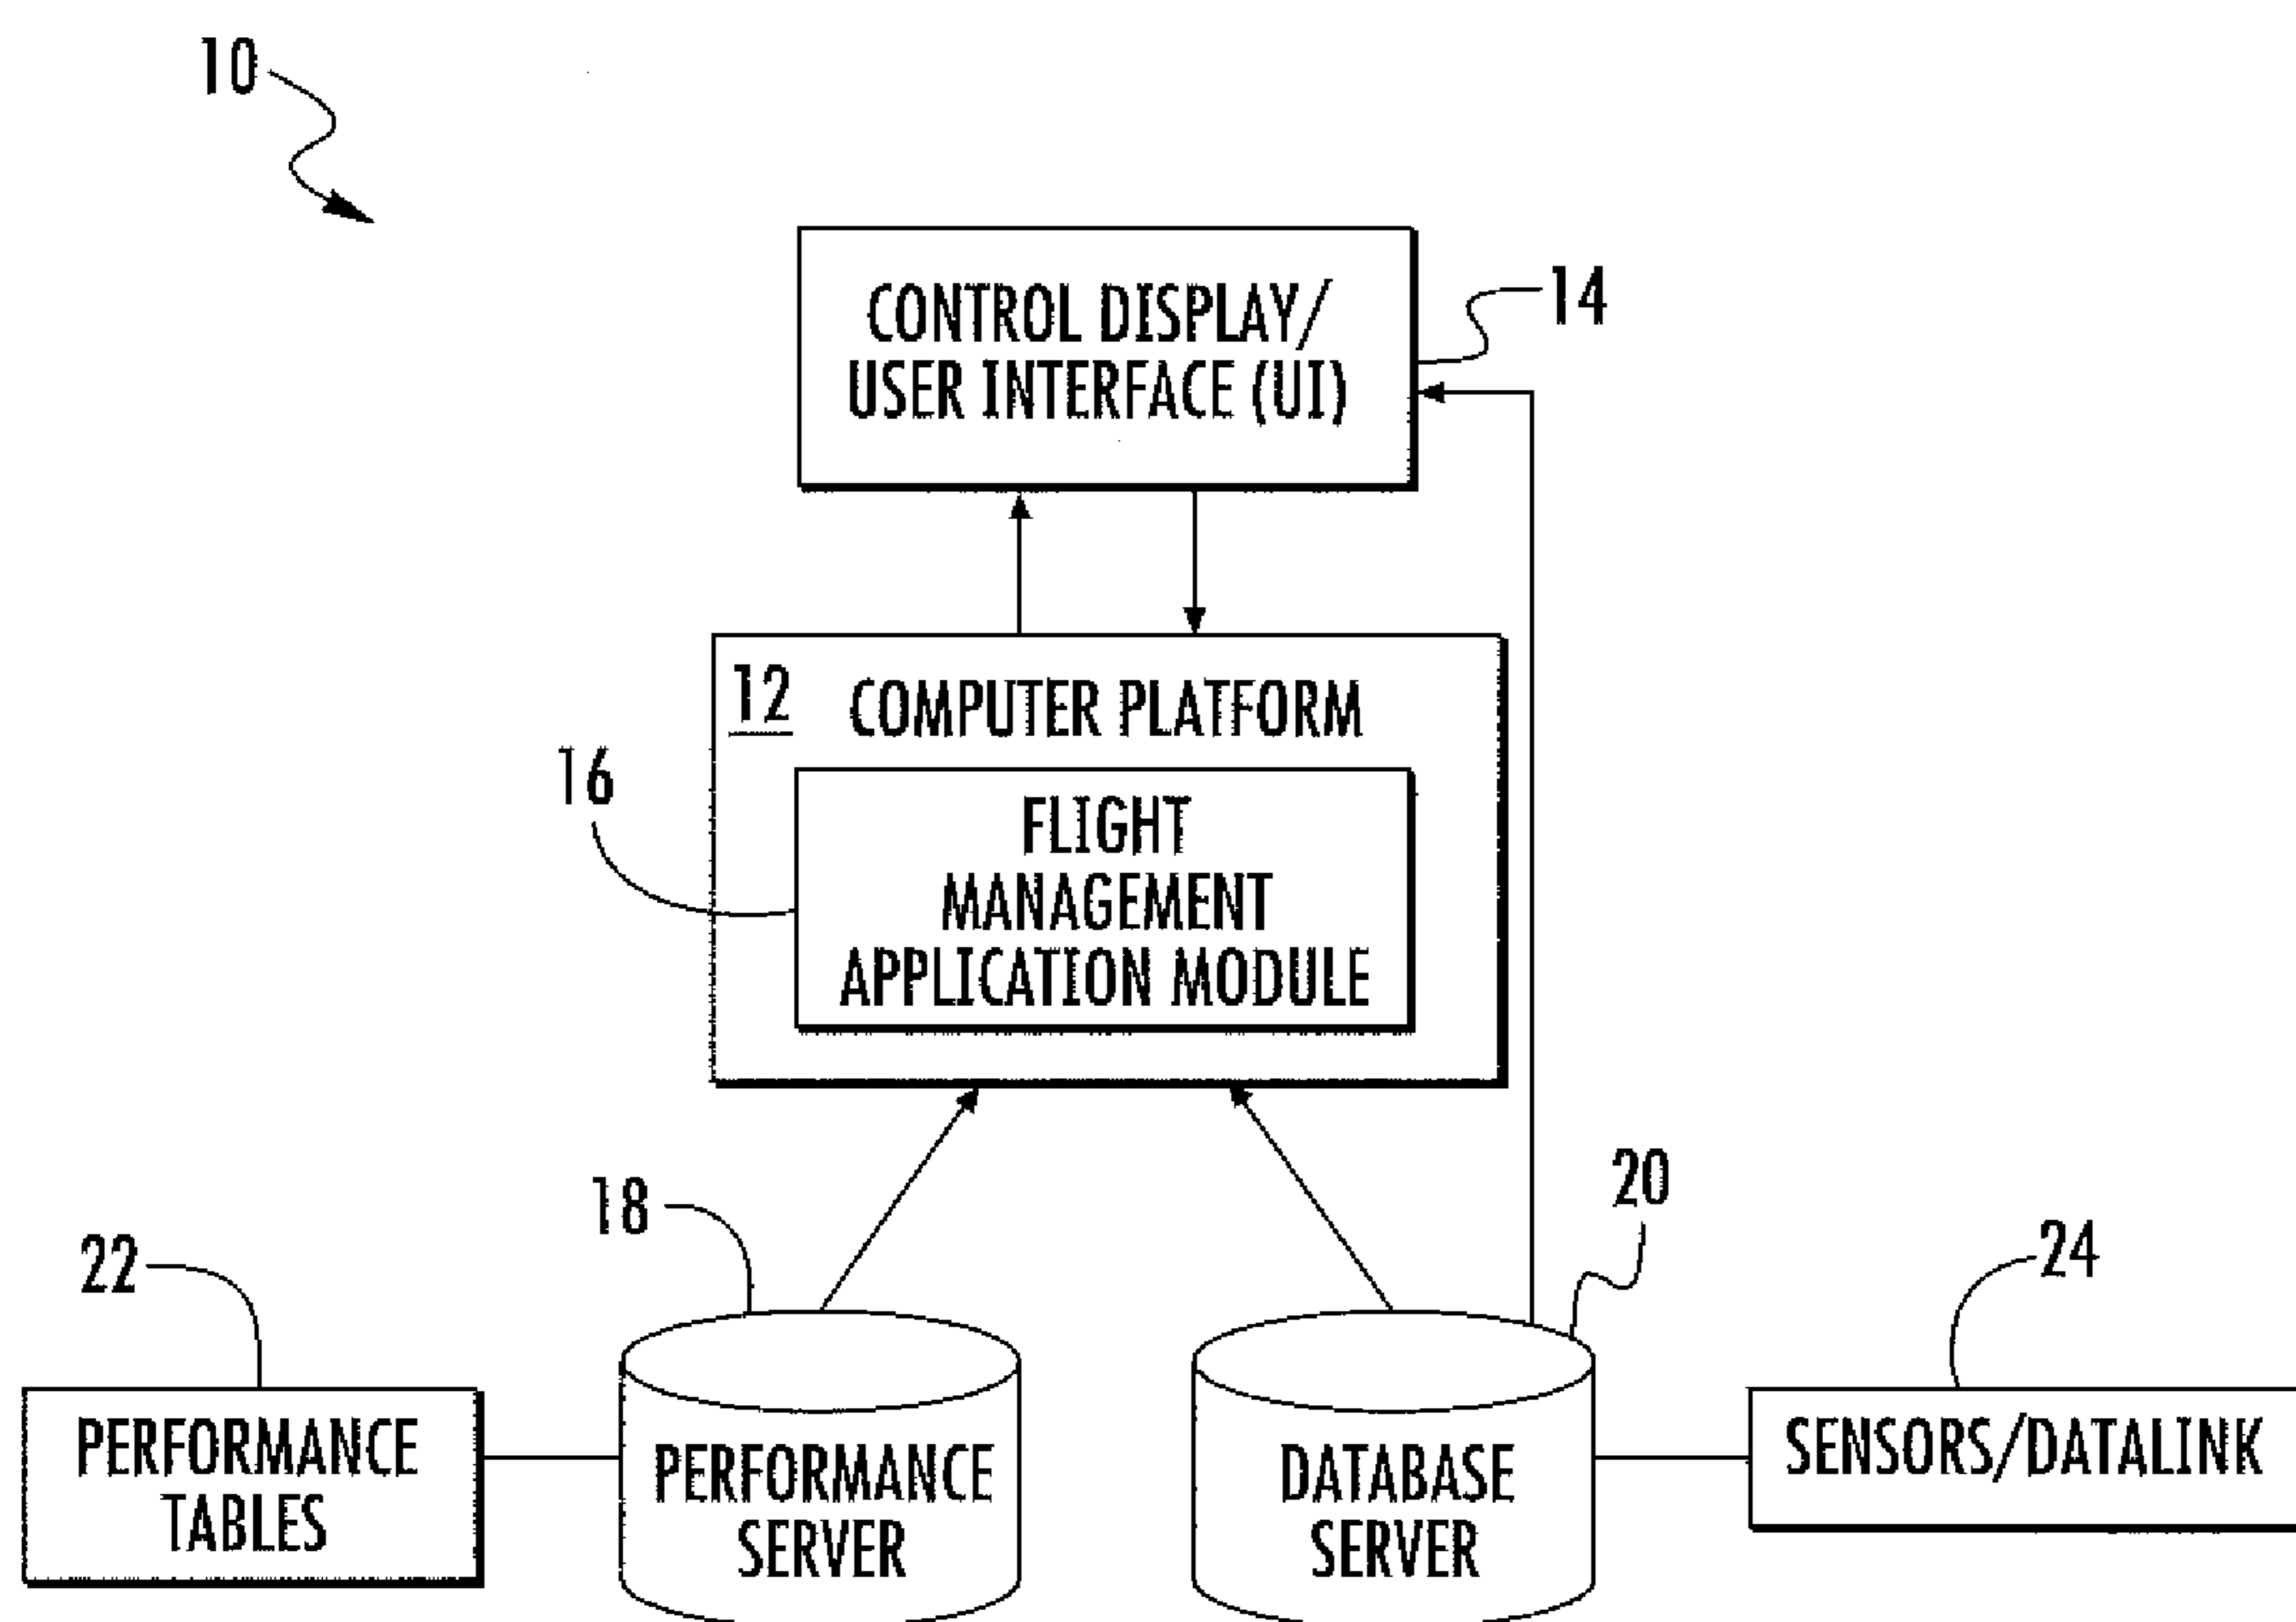 10
CONTROL DISPLAY/
USER INTERFACE (UI)
14
12
COMPUTER PLATFORM
16
FLIGHT
MANAGEMENT
APPLICATION MODULE
18
20
22
24
PERFORMANCE
TABLES
PERFORMANCE
SERVER
DATABASE
SERVER
SENSORS/DATALINK